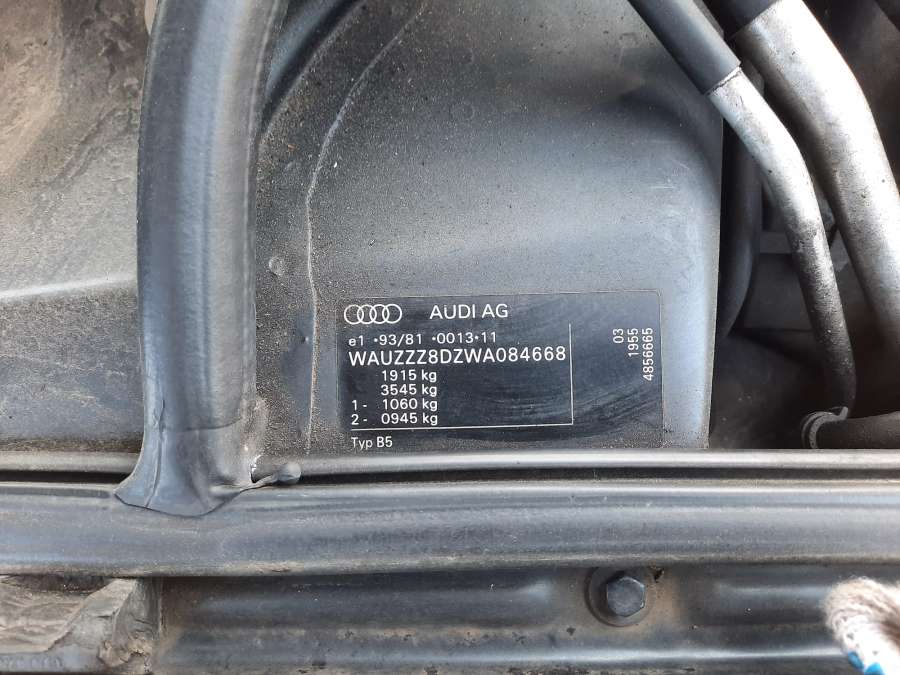 AUDI AG
e1 •93/81 •0013•11
WAUZZZ8DZWA084668
1915 kg
3545 kg
1- 1060 kg
2- 0945 kg
Typ B5
03
1955
4856665